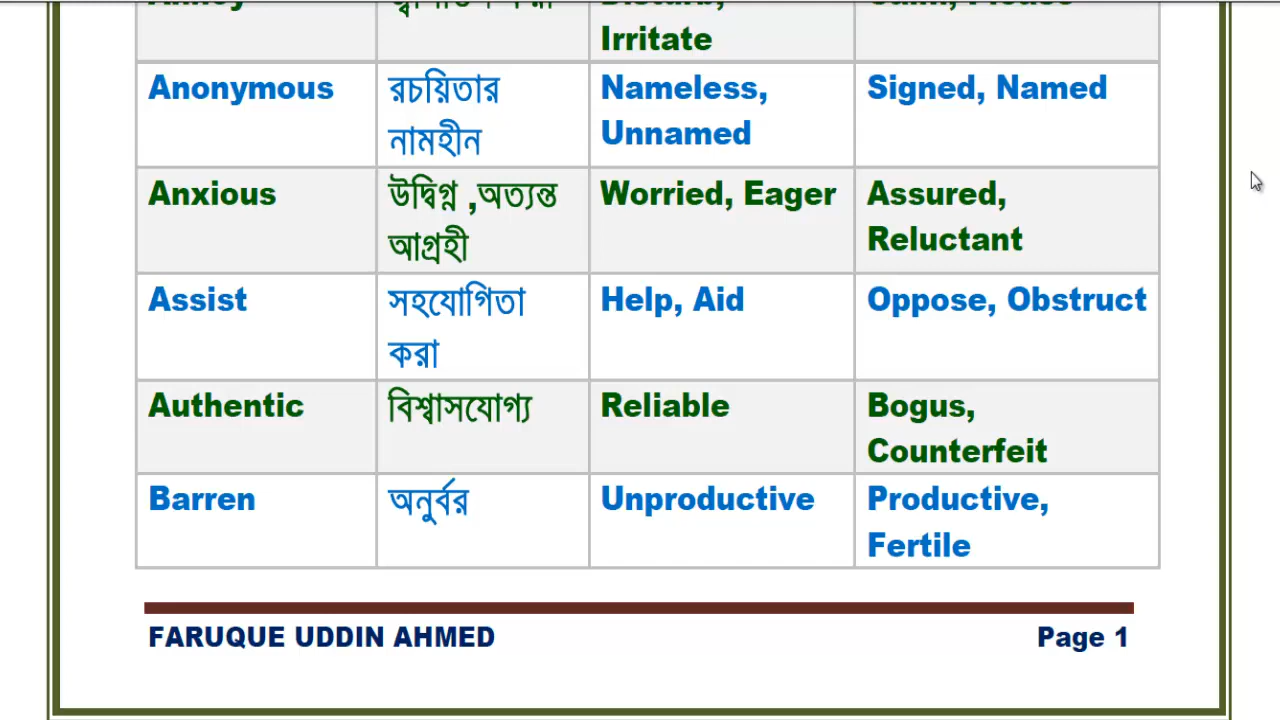 Irritate
Anonymous রচয়িতার Nameless, Signed, Named
নামহীন Unnamed
Anxious উদ্বিগ্ন ,অত্যন্ত Worried, Eager Assured,
আগ্রহী Reluctant
Assist সহযোগিতা Help, Aid Oppose, Obstruct
করা
Authentic বিশ্বাসযোগ্য Reliable Bogus,
Counterfeit
Barren অনুর্বর Unproductive Productive,
Fertile
FARUQUE UDDIN AHMED Page 1